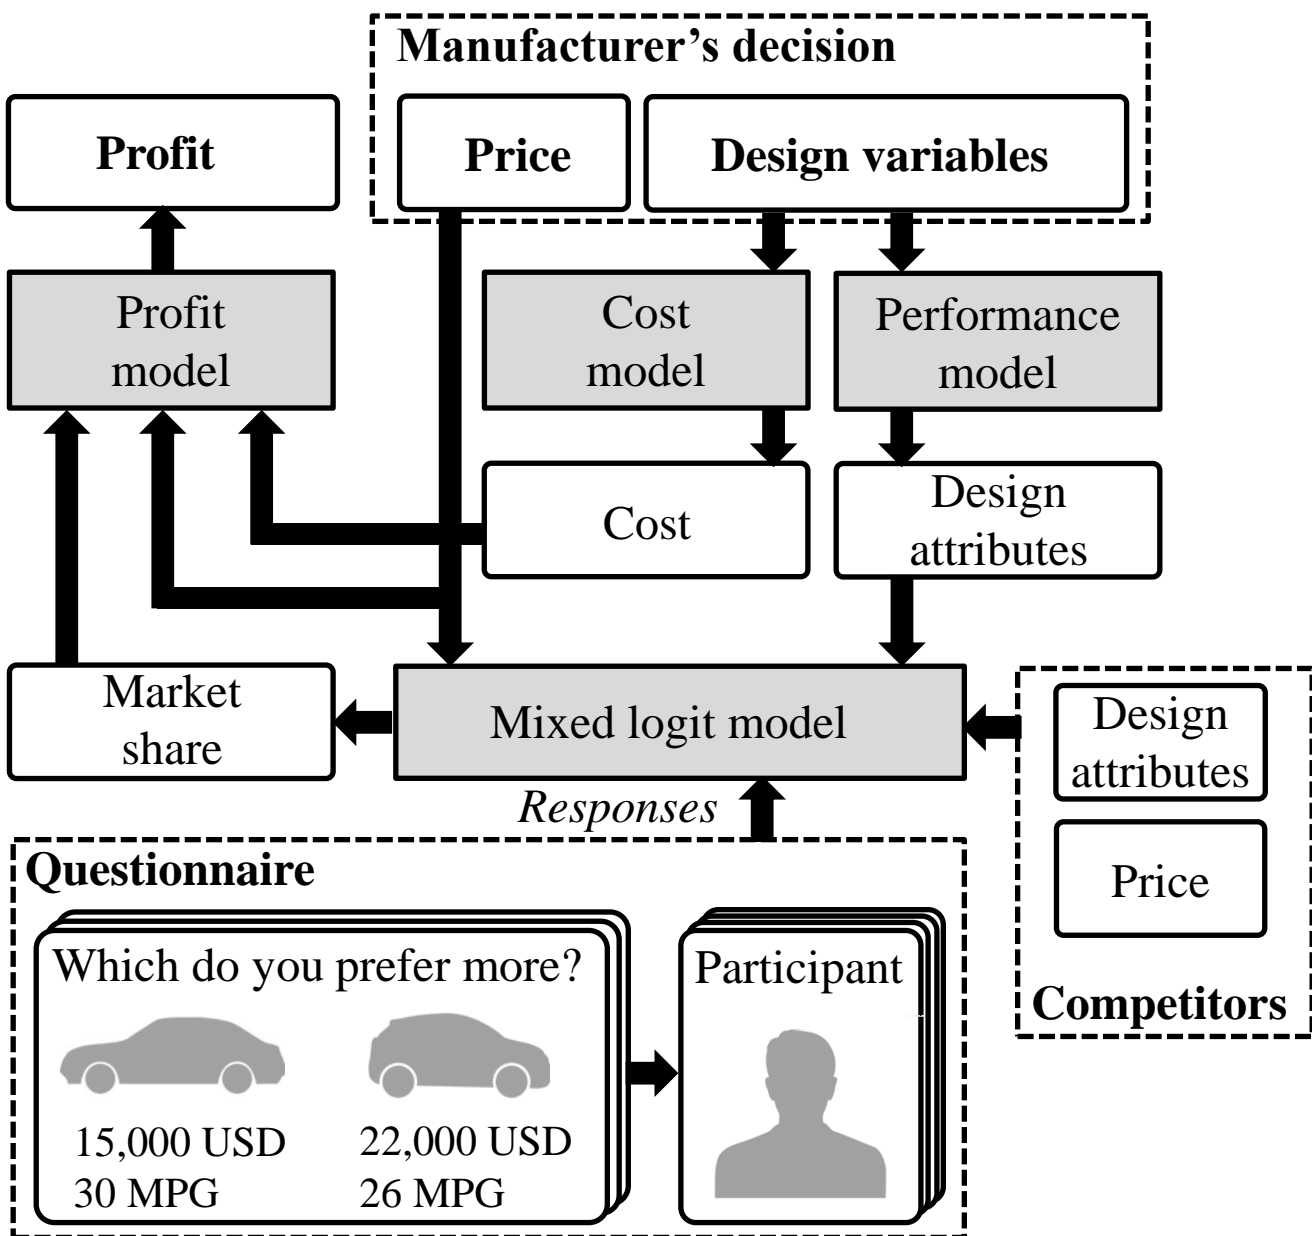 Manufacturer’s decision
Profit
Price
Design variables
Profit
model
Cost
model
Performance
model
Cost
Design
attributes
Market
share
Mixed logit model
Design
attributes
Price
Competitors
Responses
Questionnaire
Which do you prefer more?
15,000 USD
30 MPG
22,000 USD
26 MPG
Participant